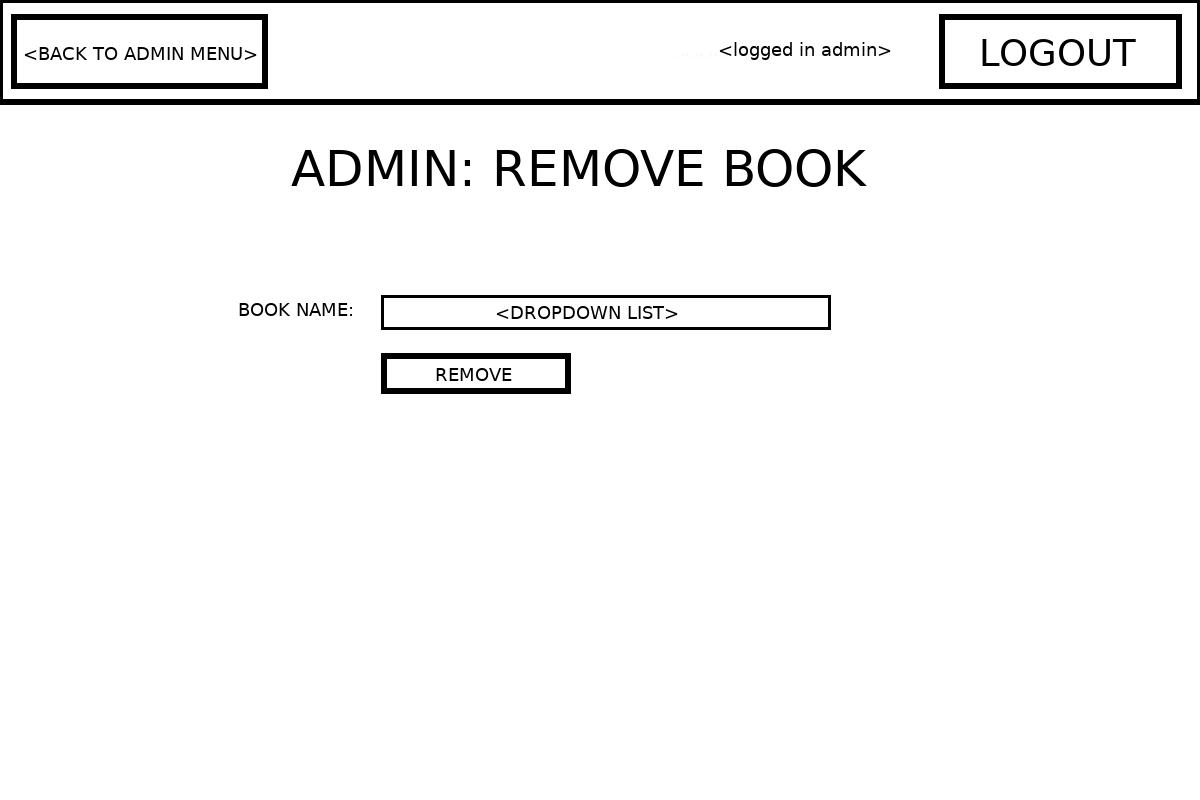 <BACK TO ADMIN MENU>
<logged in admin>
LOGOUT
ADMIN: REMOVE BOOK
BOOK NAME:
<DROPDOWN LIST>
REMOVE